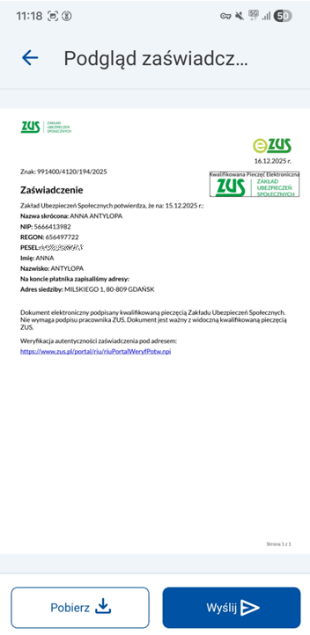 11:18
50
Podgląd zaświadcz...
ZUS ZAKŁAD
UBEZPIECZEŃ
SPOŁECZNYCH
eZUS
16.12.2025 r.
Znak: 991400/4120/194/2025
Kwalifikowana Pieczęć Elektroniczna
ZUS ZAKŁAD
UBEZPIECZEŃ
SPOŁECZNYCH
Zaświadczenie
Zakład Ubezpieczeń Społecznych potwierdza, że na: 15.12.2025 r.:
Nazwa skrócona: ANNA ANTYLOPA
NIP: 5666413982
REGON: 656497722
PESEL:
Imię: ANNA
Nazwisko: ANTYLOPA
Na koncie płatnika zapisaliśmy adresy:
Adres siedziby: MILSKIEGO 1, 80-809 GDAŃSK
Dokument elektroniczny podpisany kwalifikowaną pieczęcią Zakładu Ubezpieczeń Społecznych.
Nie wymaga podpisu pracownika ZUS. Dokument jest ważny z widoczną kwalifikowaną pieczęcią
ZUS.
Weryfikacja autentyczności zaświadczenia pod adresem:
https://www.zus.pl/portal/riu/riuPortalWeryfPotw.npi
Strona 1 z 1
Pobierz
Wyślij